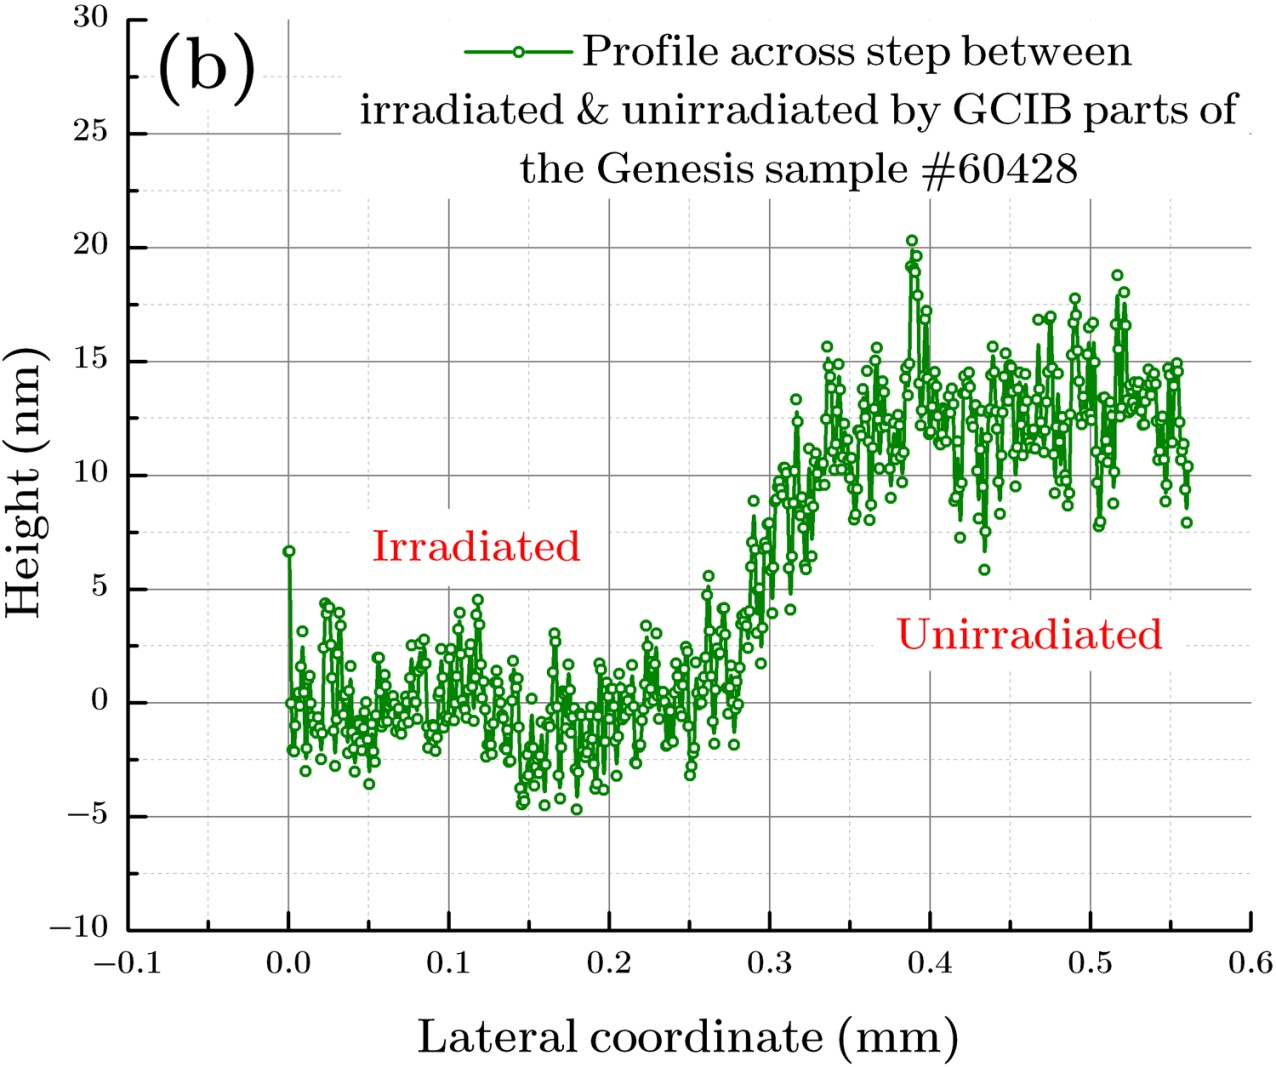 (b)
Profile across step between
irradiated & unirradiated by GCIB parts of
the Genesis sample #60428
30
25
20
15
10
5
0
−5
−10
Height (nm)
Irradiated
Unirradiated
−0.1 0.0 0.1 0.2 0.3 0.4 0.5 0.6
Lateral coordinate (mm)